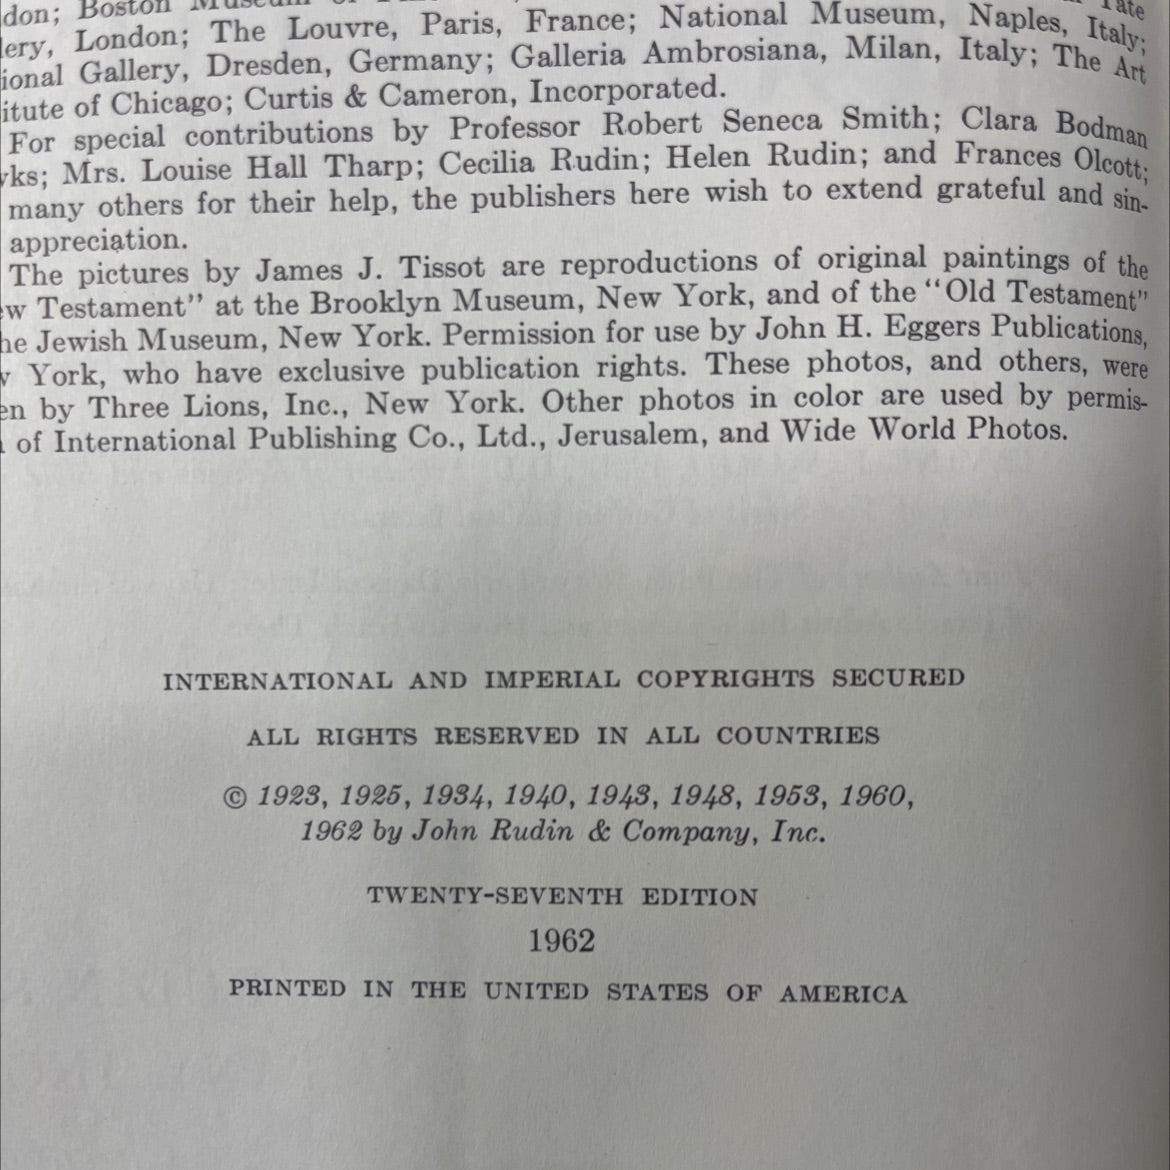 don; Boston Museum of
lery, London; The Louvre, Paris, France; National Museum, Naples, Italy;
ional Gallery, Dresden, Germany; Galleria Ambrosiana, Milan, Italy; The Art
itute of Chicago; Curtis & Cameron, Incorporated.
For special contributions by Professor Robert Seneca Smith; Clara Bodman
ks; Mrs. Louise Hall Tharp; Cecilia Rudin; Helen Rudin; and Frances Olcott;
many others for their help, the publishers here wish to extend grateful and sin-
appreciation.
The pictures by James J. Tissot are reproductions of original paintings of the
w Testament" at the Brooklyn Museum, New York, and of the "Old Testament"
he Jewish Museum, New York. Permission for use by John H. Eggers Publications,
York, who have exclusive publication rights. These photos, and others, were
en by Three Lions, Inc., New York. Other photos in color are used by permis-
of International Publishing Co., Ltd., Jerusalem, and Wide World Photos.
INTERNATIONAL AND IMPERIAL COPYRIGHTS SECURED
ALL RIGHTS RESERVED IN ALL COUNTRIES
© 1923, 1925, 1934, 1940, 1943, 1948, 1953, 1960,
1962 by John Rudin & Company, Inc.
TWENTY-SEVENTH EDITION
1962
PRINTED IN THE UNITED STATES OF AMERICA